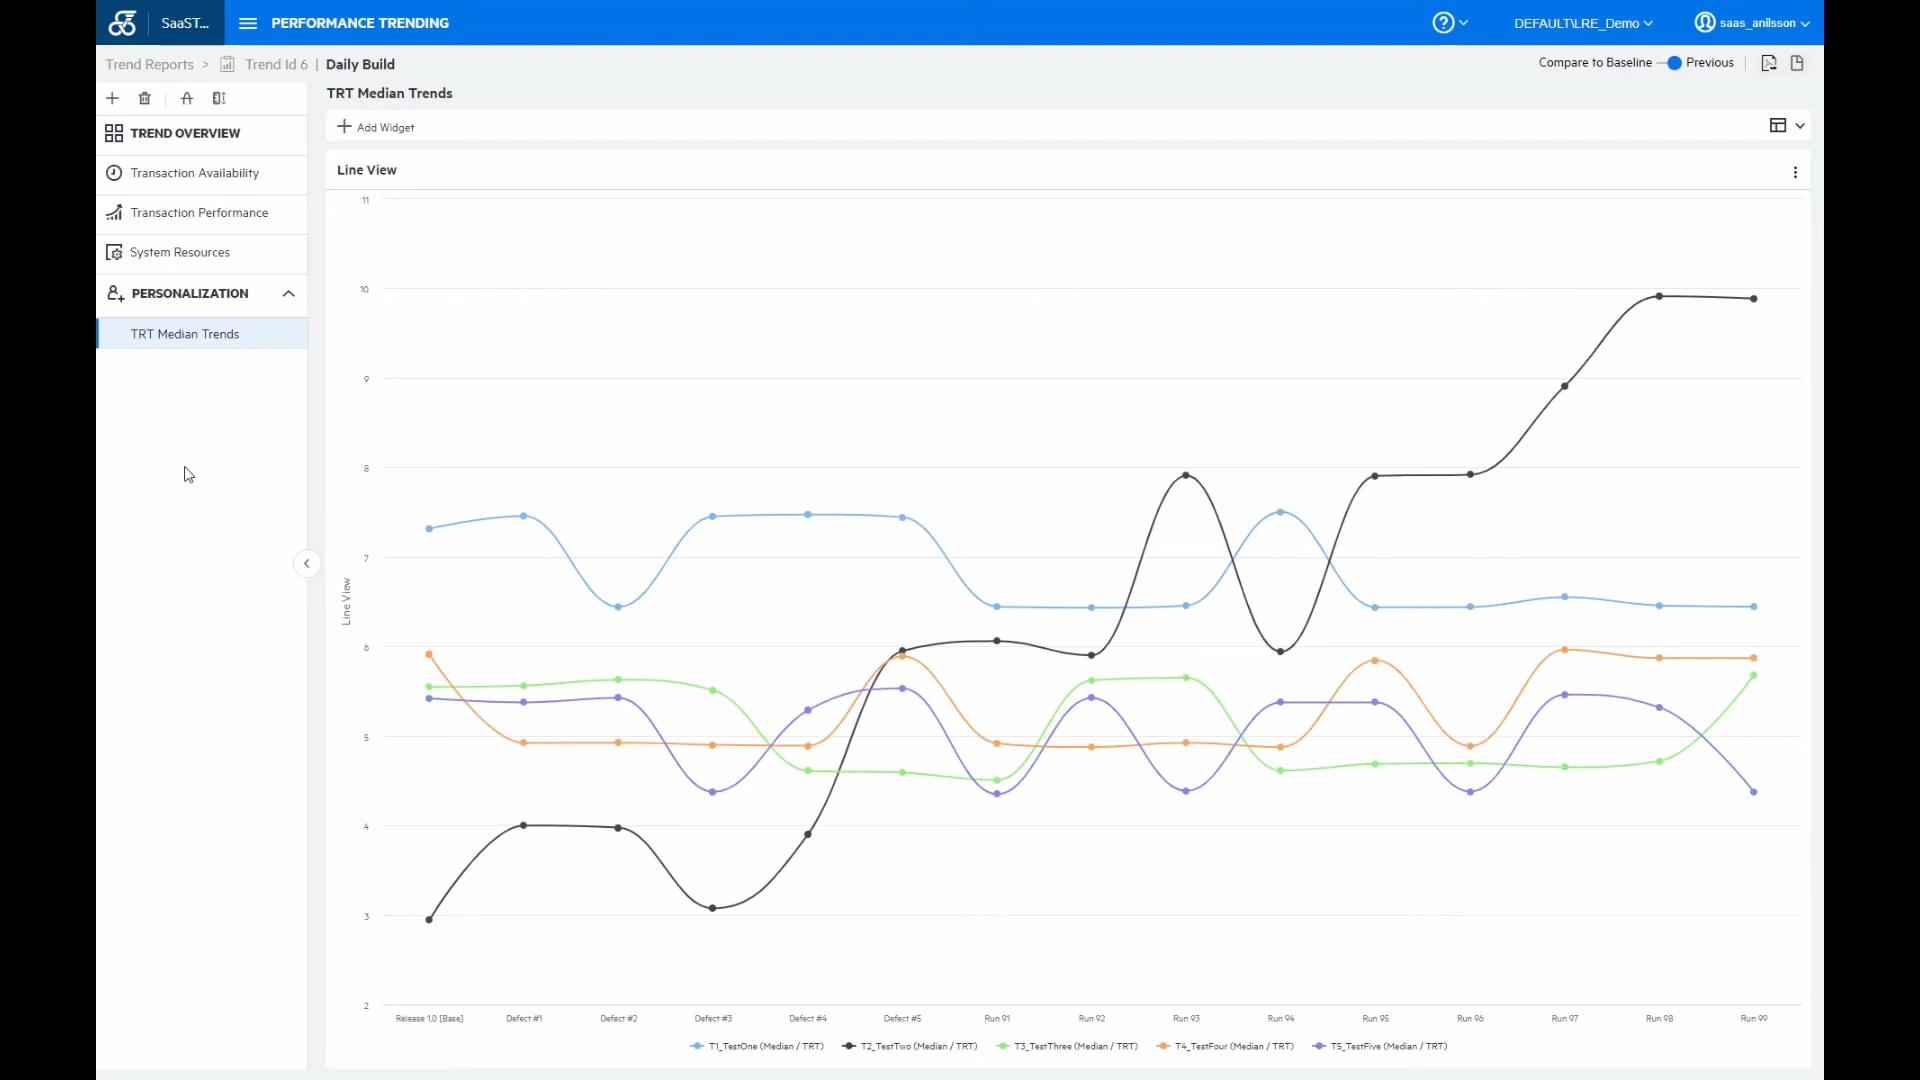 SaaST...
PERFORMANCE TRENDING
DEFAULT\LRE_Demo
saas_anilsson
Trend Reports > Trend Id 6 | Daily Build
Compare to Baseline
Previous
TREND OVERVIEW
Transaction Availability
Transaction Performance
System Resources
PERSONALIZATION
TRT Median Trends
TRT Median Trends
Add Widget
Line View
11
10
9
8
7
6
5
4
3
2
Line View
Release 1.0 [Base] Defect #1 Defect #2 Defect #3 Defect #4 Defect #5 Run 91 Run 92 Run 93 Run 94 Run 95 Run 96 Run 97 Run 98 Run 99
T1_TestOne (Median / TRT) T2_TestTwo (Median / TRT) T3_TestThree (Median / TRT) T4_TestFour (Median / TRT) T5_TestFive (Median / TRT)